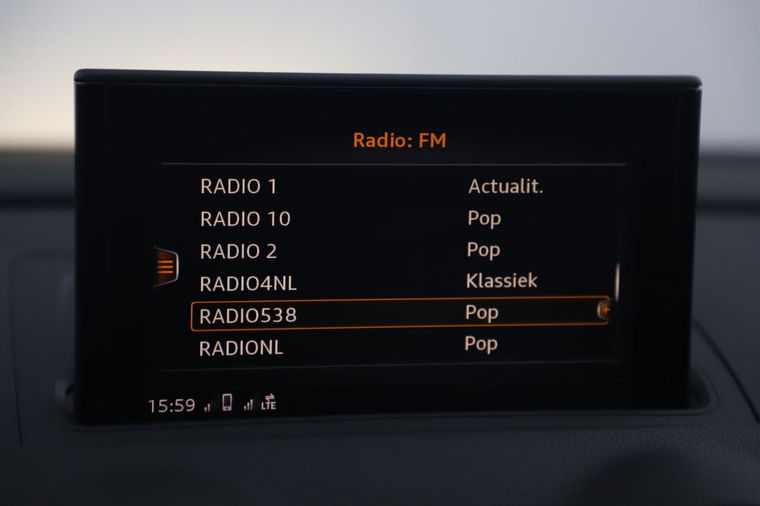 Radio: FM
RADIO 1 Actualit.
RADIO 10 Pop
RADIO 2 Pop
RADIO4NL Klassiek
RADIO538 Pop
RADIONL Pop
15:59 LTE